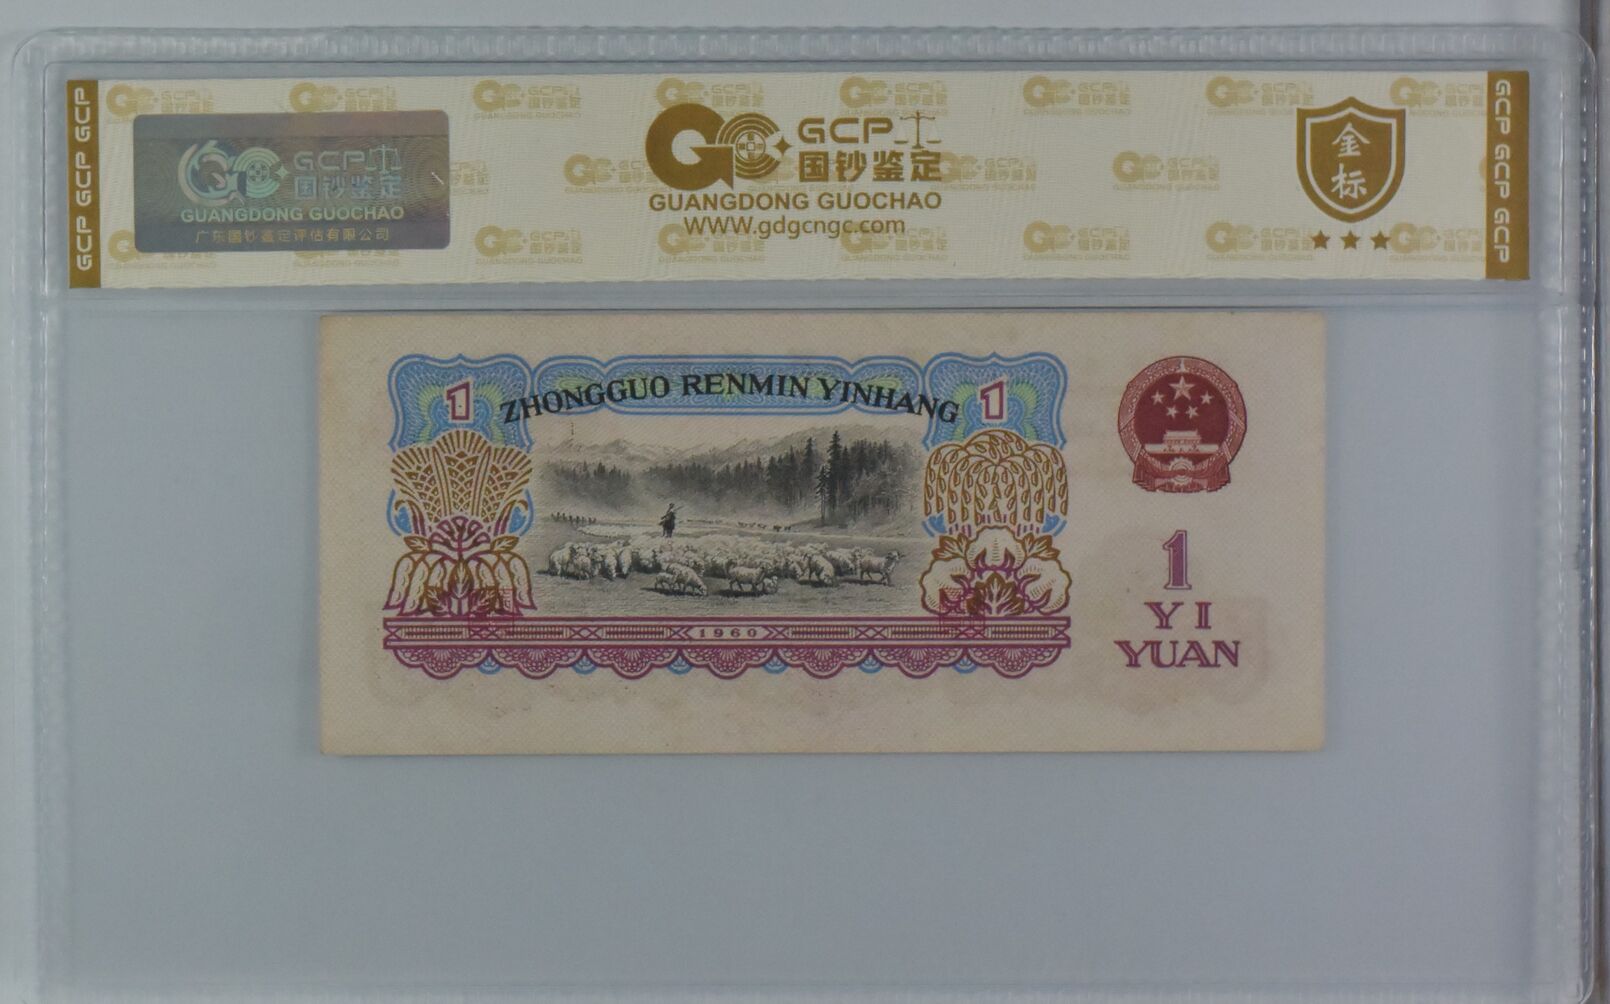 GCP GCP GCP
GCP
国钞鉴定
GUANGDONG GUOCHAO
广东国钞鉴定评估有限公司
GCP
国钞鉴定
GUANGDONG GUOCHAO
WWW.gdgcngc.com
金
标
GCP GCP GCP
1
ZHONGGUO RENMIN YINHANG
1
1960
1
YI
YUAN